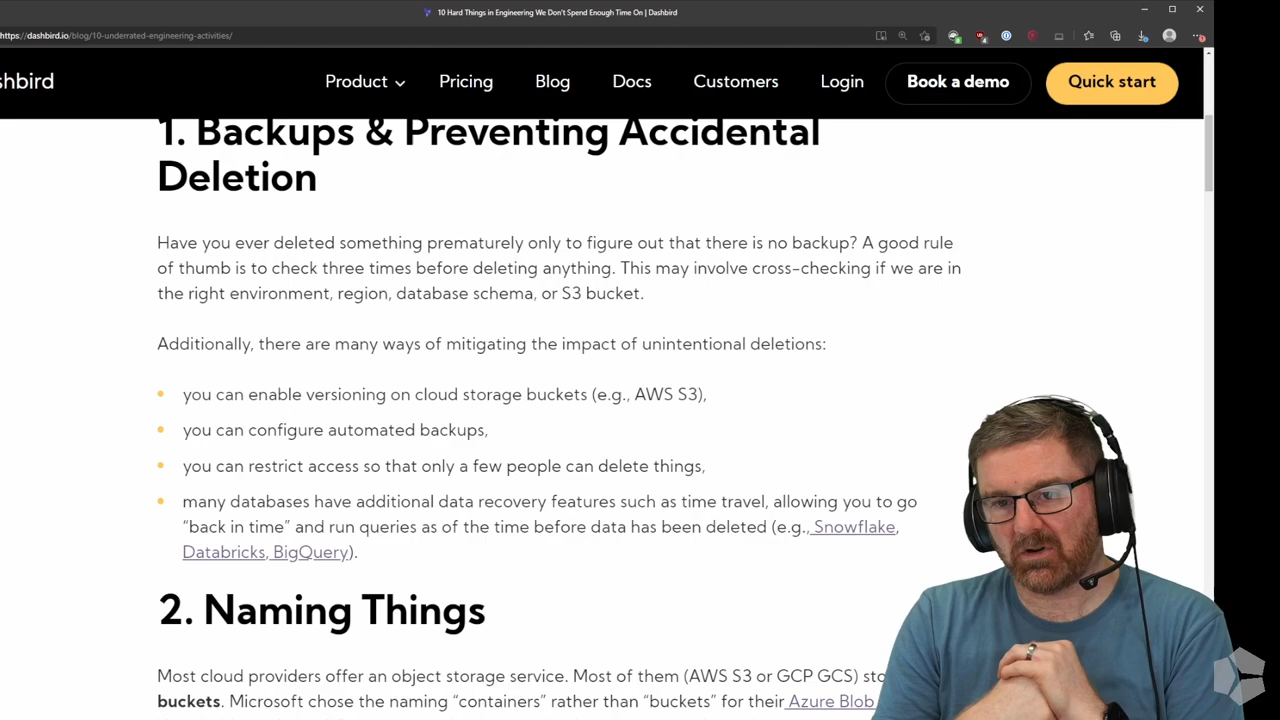 10 Hard Things in Engineering We Don't Spend Enough Time On | Dashbird
https://dashbird.io/blog/10-underrated-engineering-activities/
shbird
Product
Pricing
Blog
Docs
Customers
Login
Book a demo
Quick start
1. Backups & Preventing Accidental
Deletion
Have you ever deleted something prematurely only to figure out that there is no backup? A good rule
of thumb is to check three times before deleting anything. This may involve cross-checking if we are in
the right environment, region, database schema, or S3 bucket.
Additionally, there are many ways of mitigating the impact of unintentional deletions:
• you can enable versioning on cloud storage buckets (e.g., AWS S3),
• you can configure automated backups,
• you can restrict access so that only a few people can delete things,
• many databases have additional data recovery features such as time travel, allowing you to go
“back in time” and run queries as of the time before data has been deleted (e.g., Snowflake,
Databricks, BigQuery).
2. Naming Things
Most cloud providers offer an object storage service. Most of them (AWS S3 or GCP GCS) sto
buckets. Microsoft chose the naming “containers” rather than “buckets” for their Azure Blob